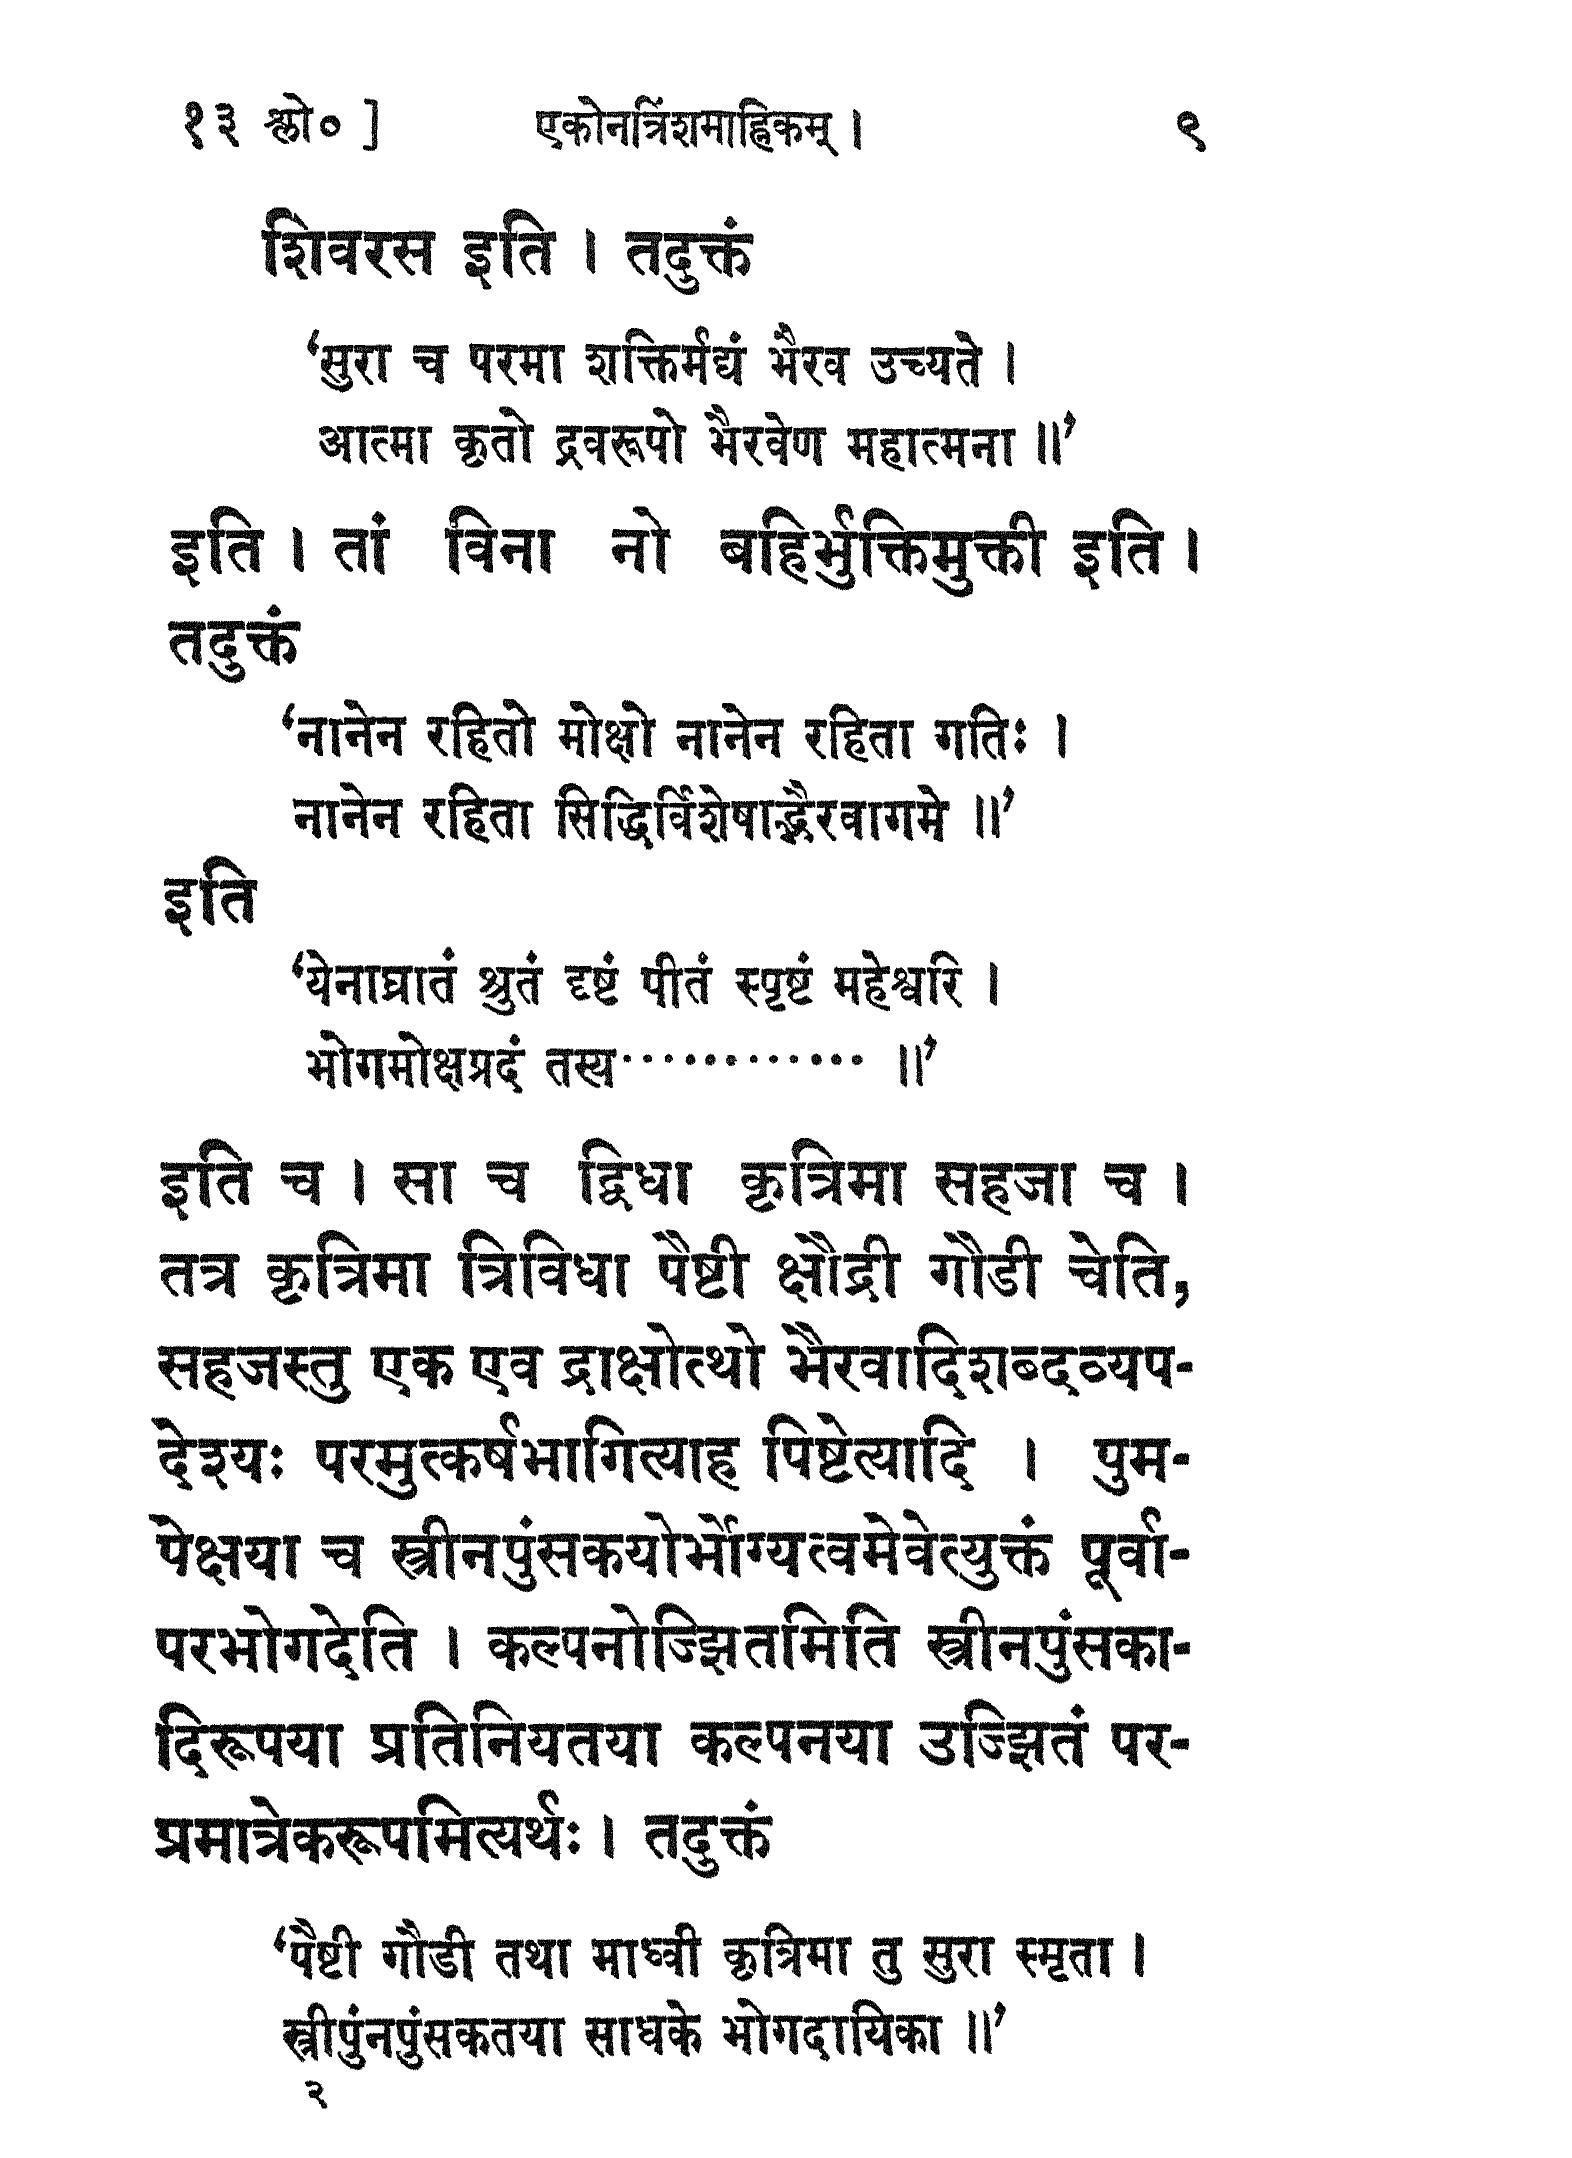 १३ श्लो० ] एकोनत्रिंशमाह्निकम् । ९
शिवरस इति । तदुक्तं
‘सुरा च परमा शक्तिर्मद्यं भैरव उच्यते ।
आत्मा कृतो द्रवरूपो भैरवेण महात्मना ॥’
इति । तां विना नो बहिर्भुक्तिमुक्ती इति ।
तदुक्तं
‘नानेन रहितो मोक्षो नानेन रहिता गतिः ।
नानेन रहिता सिद्धिर्विशेषाद्भैरवागमे ॥’
इति
‘येनाघ्रातं श्रुतं दृष्टं पीतं स्पृष्टं महेश्वरि ।
भोगमोक्षप्रदं तस्य············ ॥’
इति च । सा च द्विधा कृत्रिमा सहजा च ।
तत्र कृत्रिमा त्रिविधा पैष्टी क्षौद्री गौडी चेति,
सहजस्तु एक एव द्राक्षोत्थो भैरवादिशब्दव्यप-
देश्यः परमुत्कर्षभागित्याह पिष्टेत्यादि । पुम-
पेक्षया च स्त्रीनपुंसकयोर्भोग्यत्वमेवेत्युक्तं पूर्वा-
परभोगदेति । कल्पनोज्झितमिति स्त्रीनपुंसका-
दिरूपया प्रतिनियतया कल्पनया उज्झितं पर-
प्रमात्रेकरूपमित्यर्थः । तदुक्तं
‘पैष्टी गौडी तथा माध्वी कृत्रिमा तु सुरा स्मृता ।
स्त्रीपुंनपुंसकतया साधके भोगदायिका ॥’
२